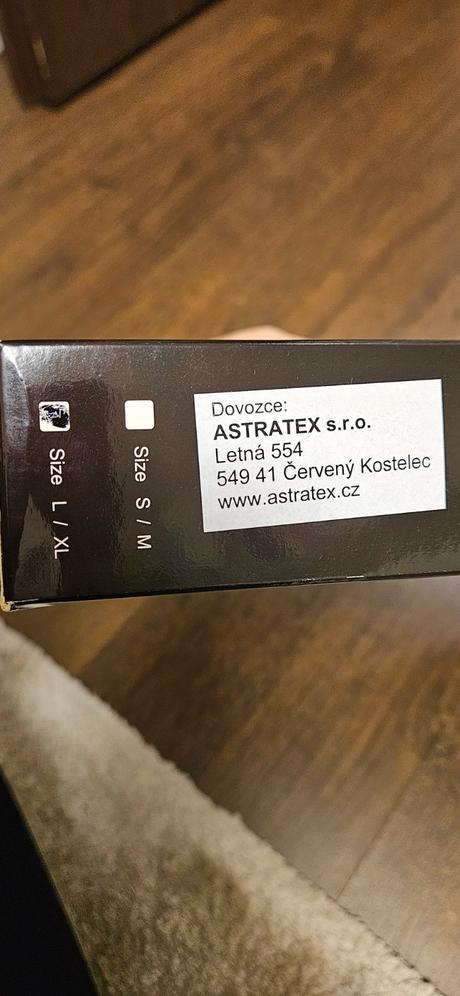 Dovozce:
ASTRATEX s.r.o.
Letná 554
549 41 Červený Kostelec
www.astratex.cz
Size S / M
Size L / XL